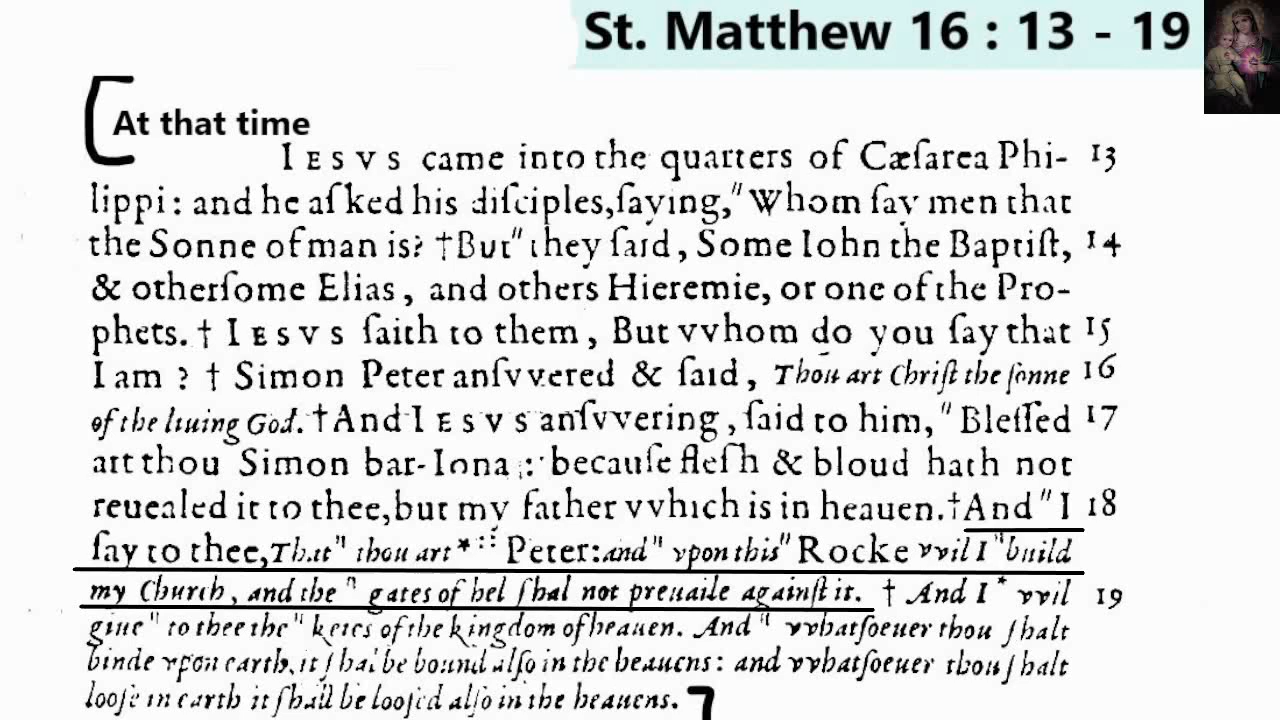 St. Matthew 16 : 13 - 19
[At that time
IESVS came into the quarters of Cæſarea Phi- 13
lippi: and he aſked his diſciples, ſaying, " Whom ſay men that
the Sonne of man is? †But " they ſaid, Some Iohn the Baptiſt, 14
& otherſome Elias, and others Hieremie, or one of the Pro-
phets. † IESVS ſaith to them, But vvhom do you ſay that 15
I am? † Simon Peter anſvvered & ſaid, Thou art Chriſt the ſonne 16
of the liuing God. †And IESVS anſvvering, ſaid to him, " Bleſſed 17
art thou Simon bar-Iona: becauſe fleſh & bloud hath not
reuealed it to thee, but my father vvhich is in heauen. †And " I 18
ſay to thee, That " thou art *:: Peter: and " vpon this " Rocke vvil I " build
my Church, and the " gates of hel ſhal not preuaile againſt it. † And I * vvil 19
giue " to thee the " keies of the kingdom of heauen. And " vvhatſoeuer thou ſhalt
binde vpon earth, it ſhal be bound alſo in the heauens: and vvhatſoeuer thou ſhalt
looſe in earth it ſhall be looſed alſo in the heauens.]